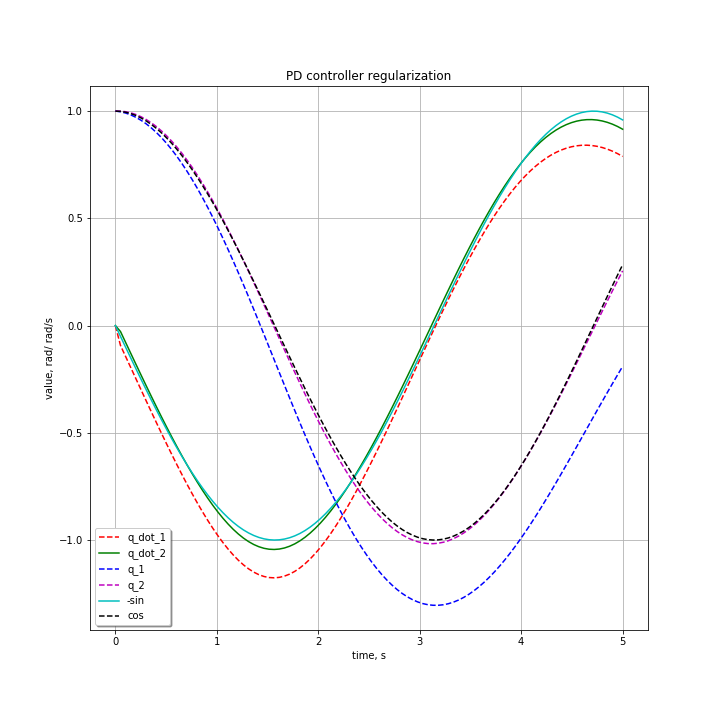 PD controller regularization
1.0
0.5
0.0
−0.5
−1.0
value, rad/ rad/s
q_dot_1
q_dot_2
q_1
q_2
-sin
cos
0 1 2 3 4 5
time, s